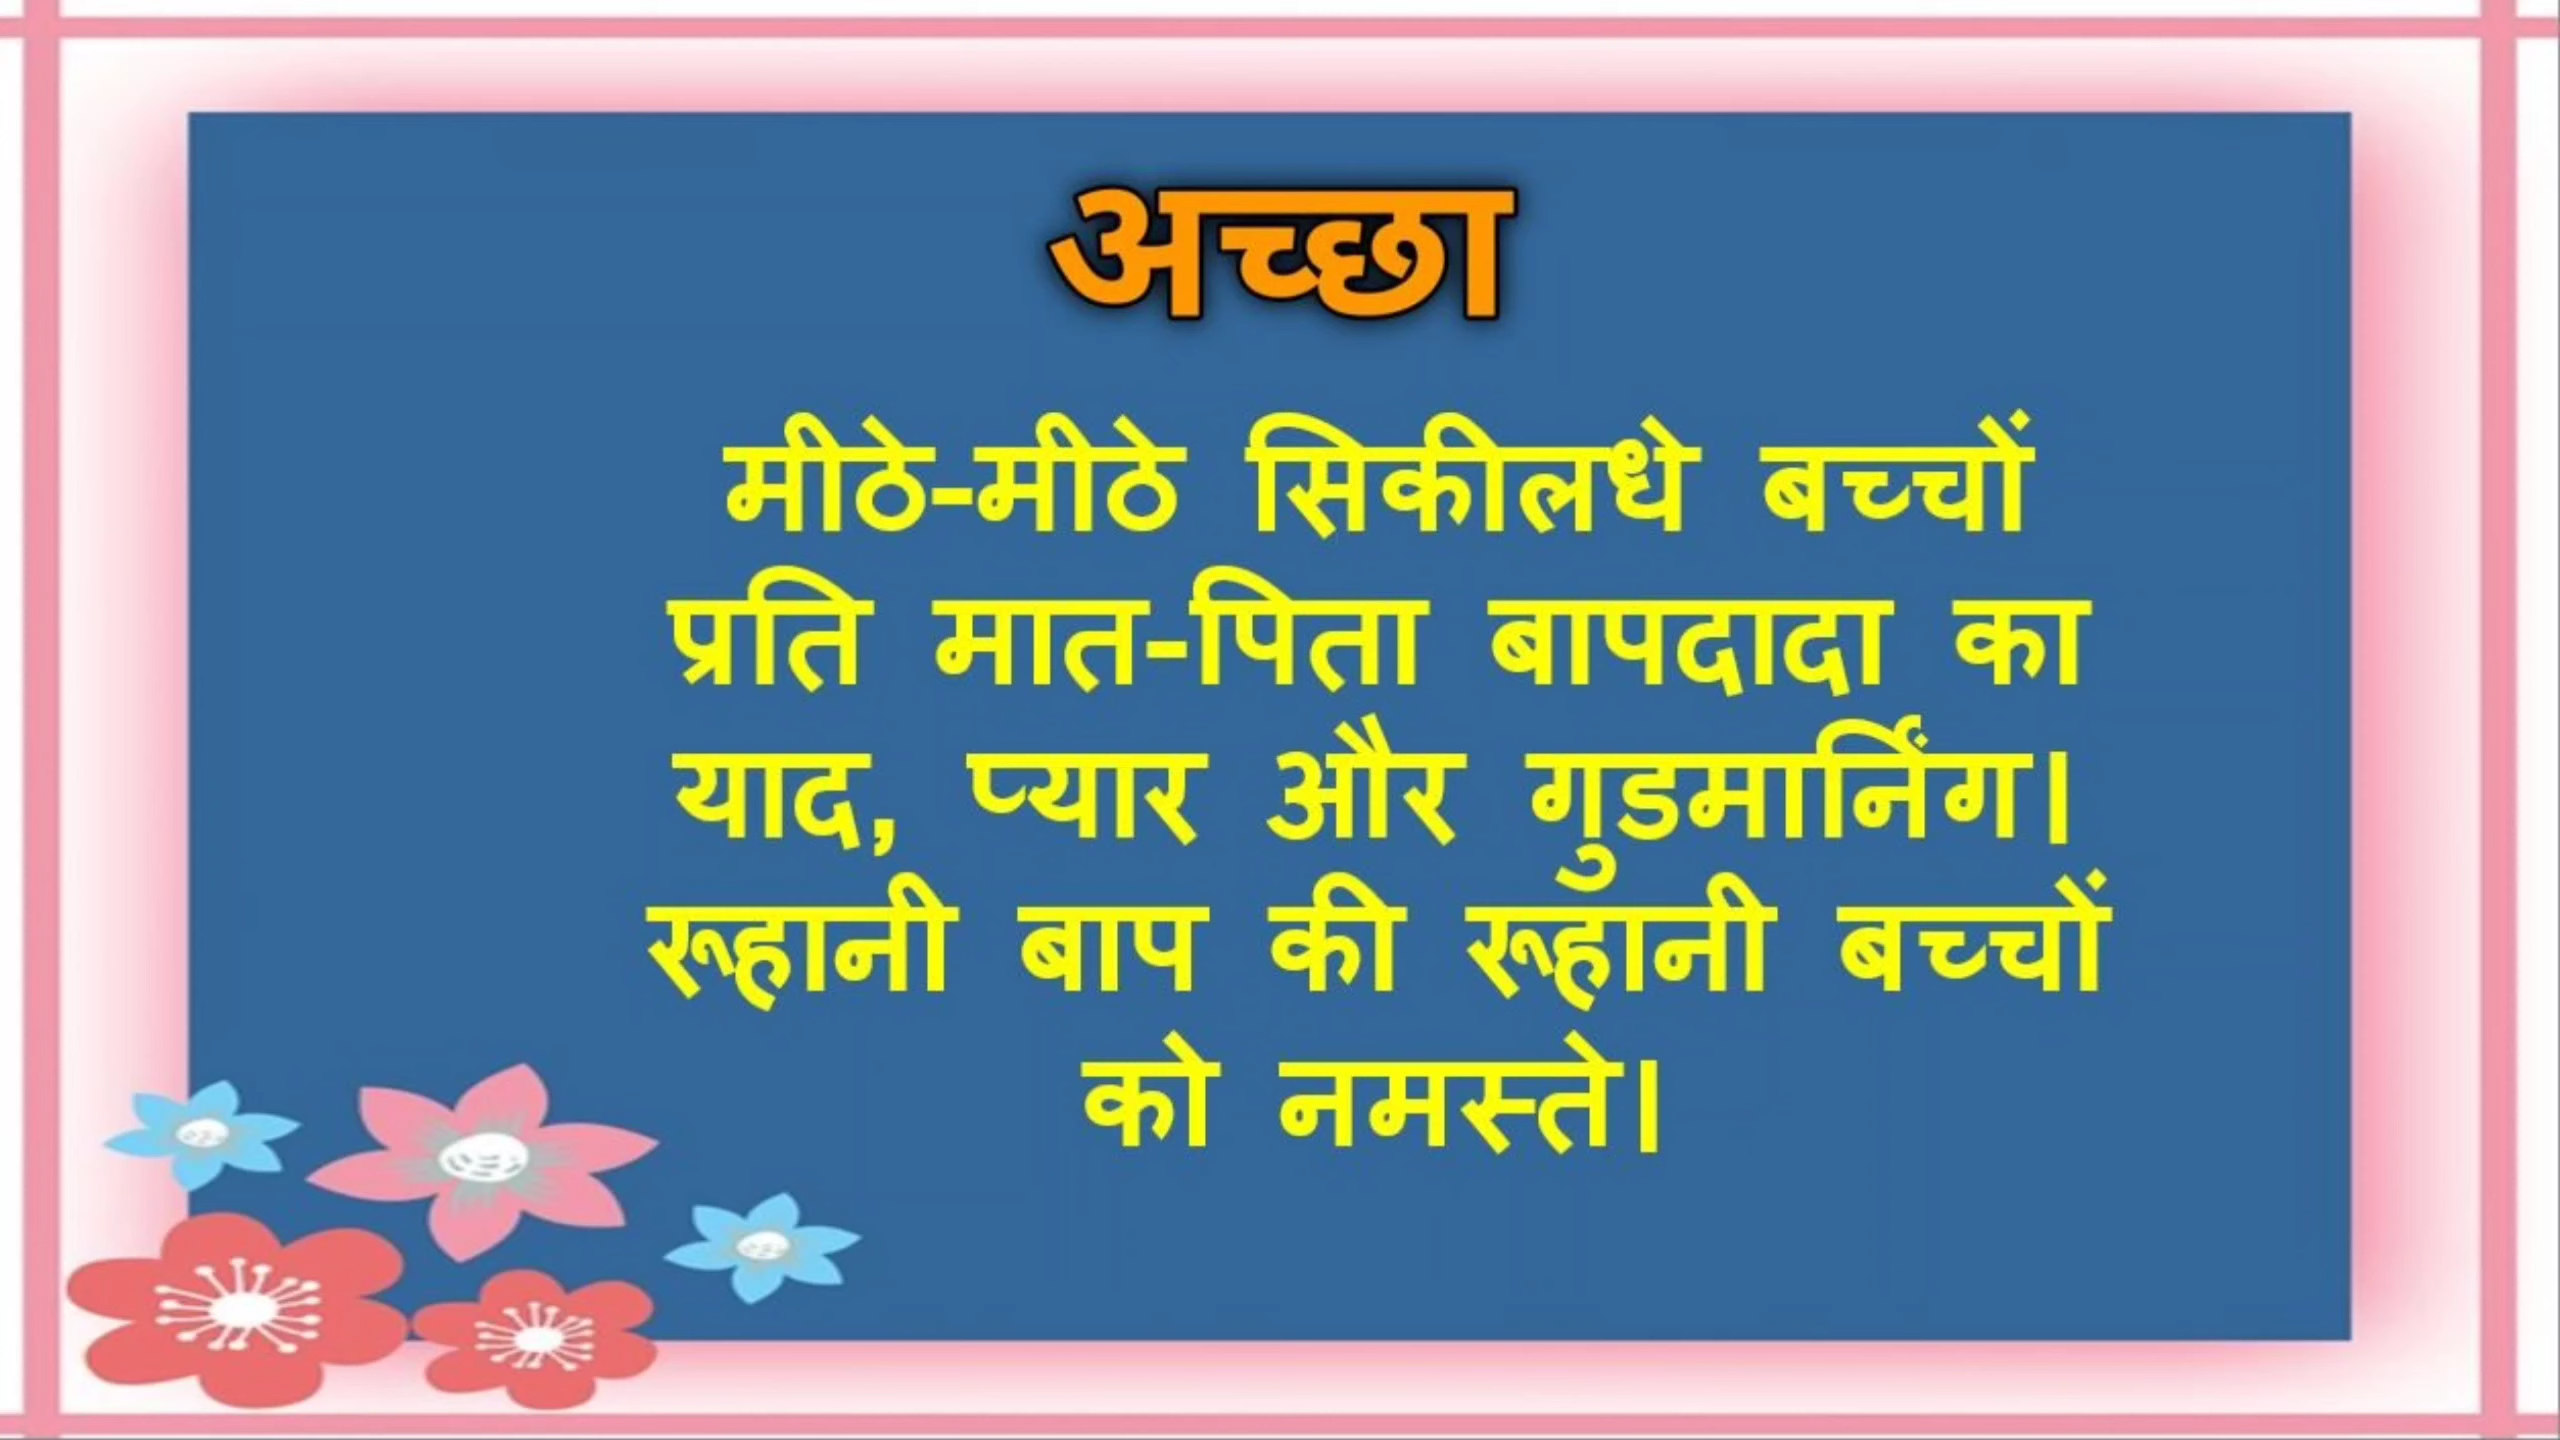 अच्छा
मीठे-मीठे सिकीलधे बच्चों
प्रति मात-पिता बापदादा का
याद, प्यार और गुडमार्निंग।
रूहानी बाप की रूहानी बच्चों
को नमस्ते।